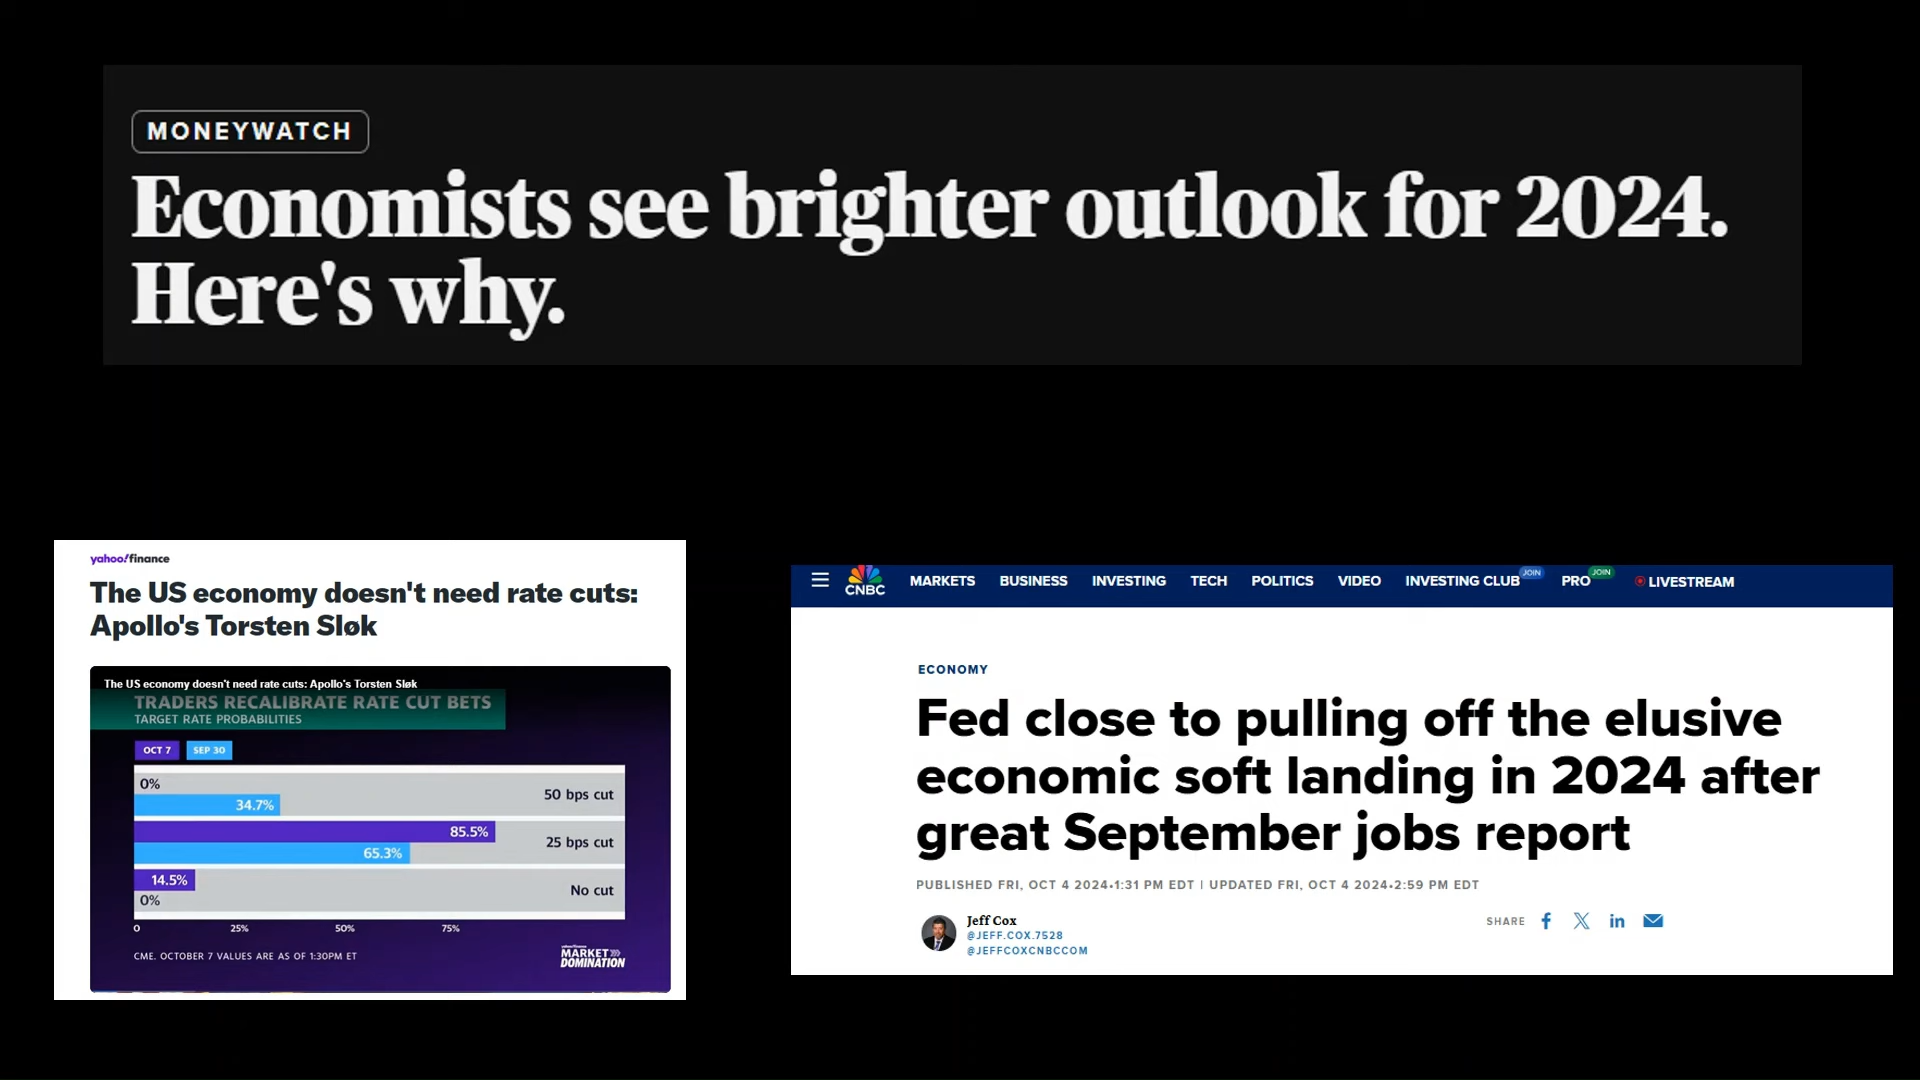 MONEYWATCH
Economists see brighter outlook for 2024.
Here's why.
yahoo!finance
The US economy doesn't need rate cuts:
Apollo's Torsten Sløk
The US economy doesn't need rate cuts: Apollo's Torsten Sløk
TRADERS RECALIBRATE RATE CUT BETS
TARGET RATE PROBABILITIES
OCT 7 SEP 30
0%
50 bps cut
34.7%
85.5%
25 bps cut
65.3%
14.5%
No cut
0%
0 25% 50% 75%
CME. OCTOBER 7 VALUES ARE AS OF 1:30PM ET
yahoo!finance
MARKET
DOMINATION
CNBC MARKETS BUSINESS INVESTING TECH POLITICS VIDEO INVESTING CLUB JOIN PRO JOIN LIVESTREAM
ECONOMY
Fed close to pulling off the elusive
economic soft landing in 2024 after
great September jobs report
PUBLISHED FRI, OCT 4 2024•1:31 PM EDT | UPDATED FRI, OCT 4 2024•2:59 PM EDT
Jeff Cox
@JEFF.COX.7528
@JEFFCOXCNBCCOM
SHARE